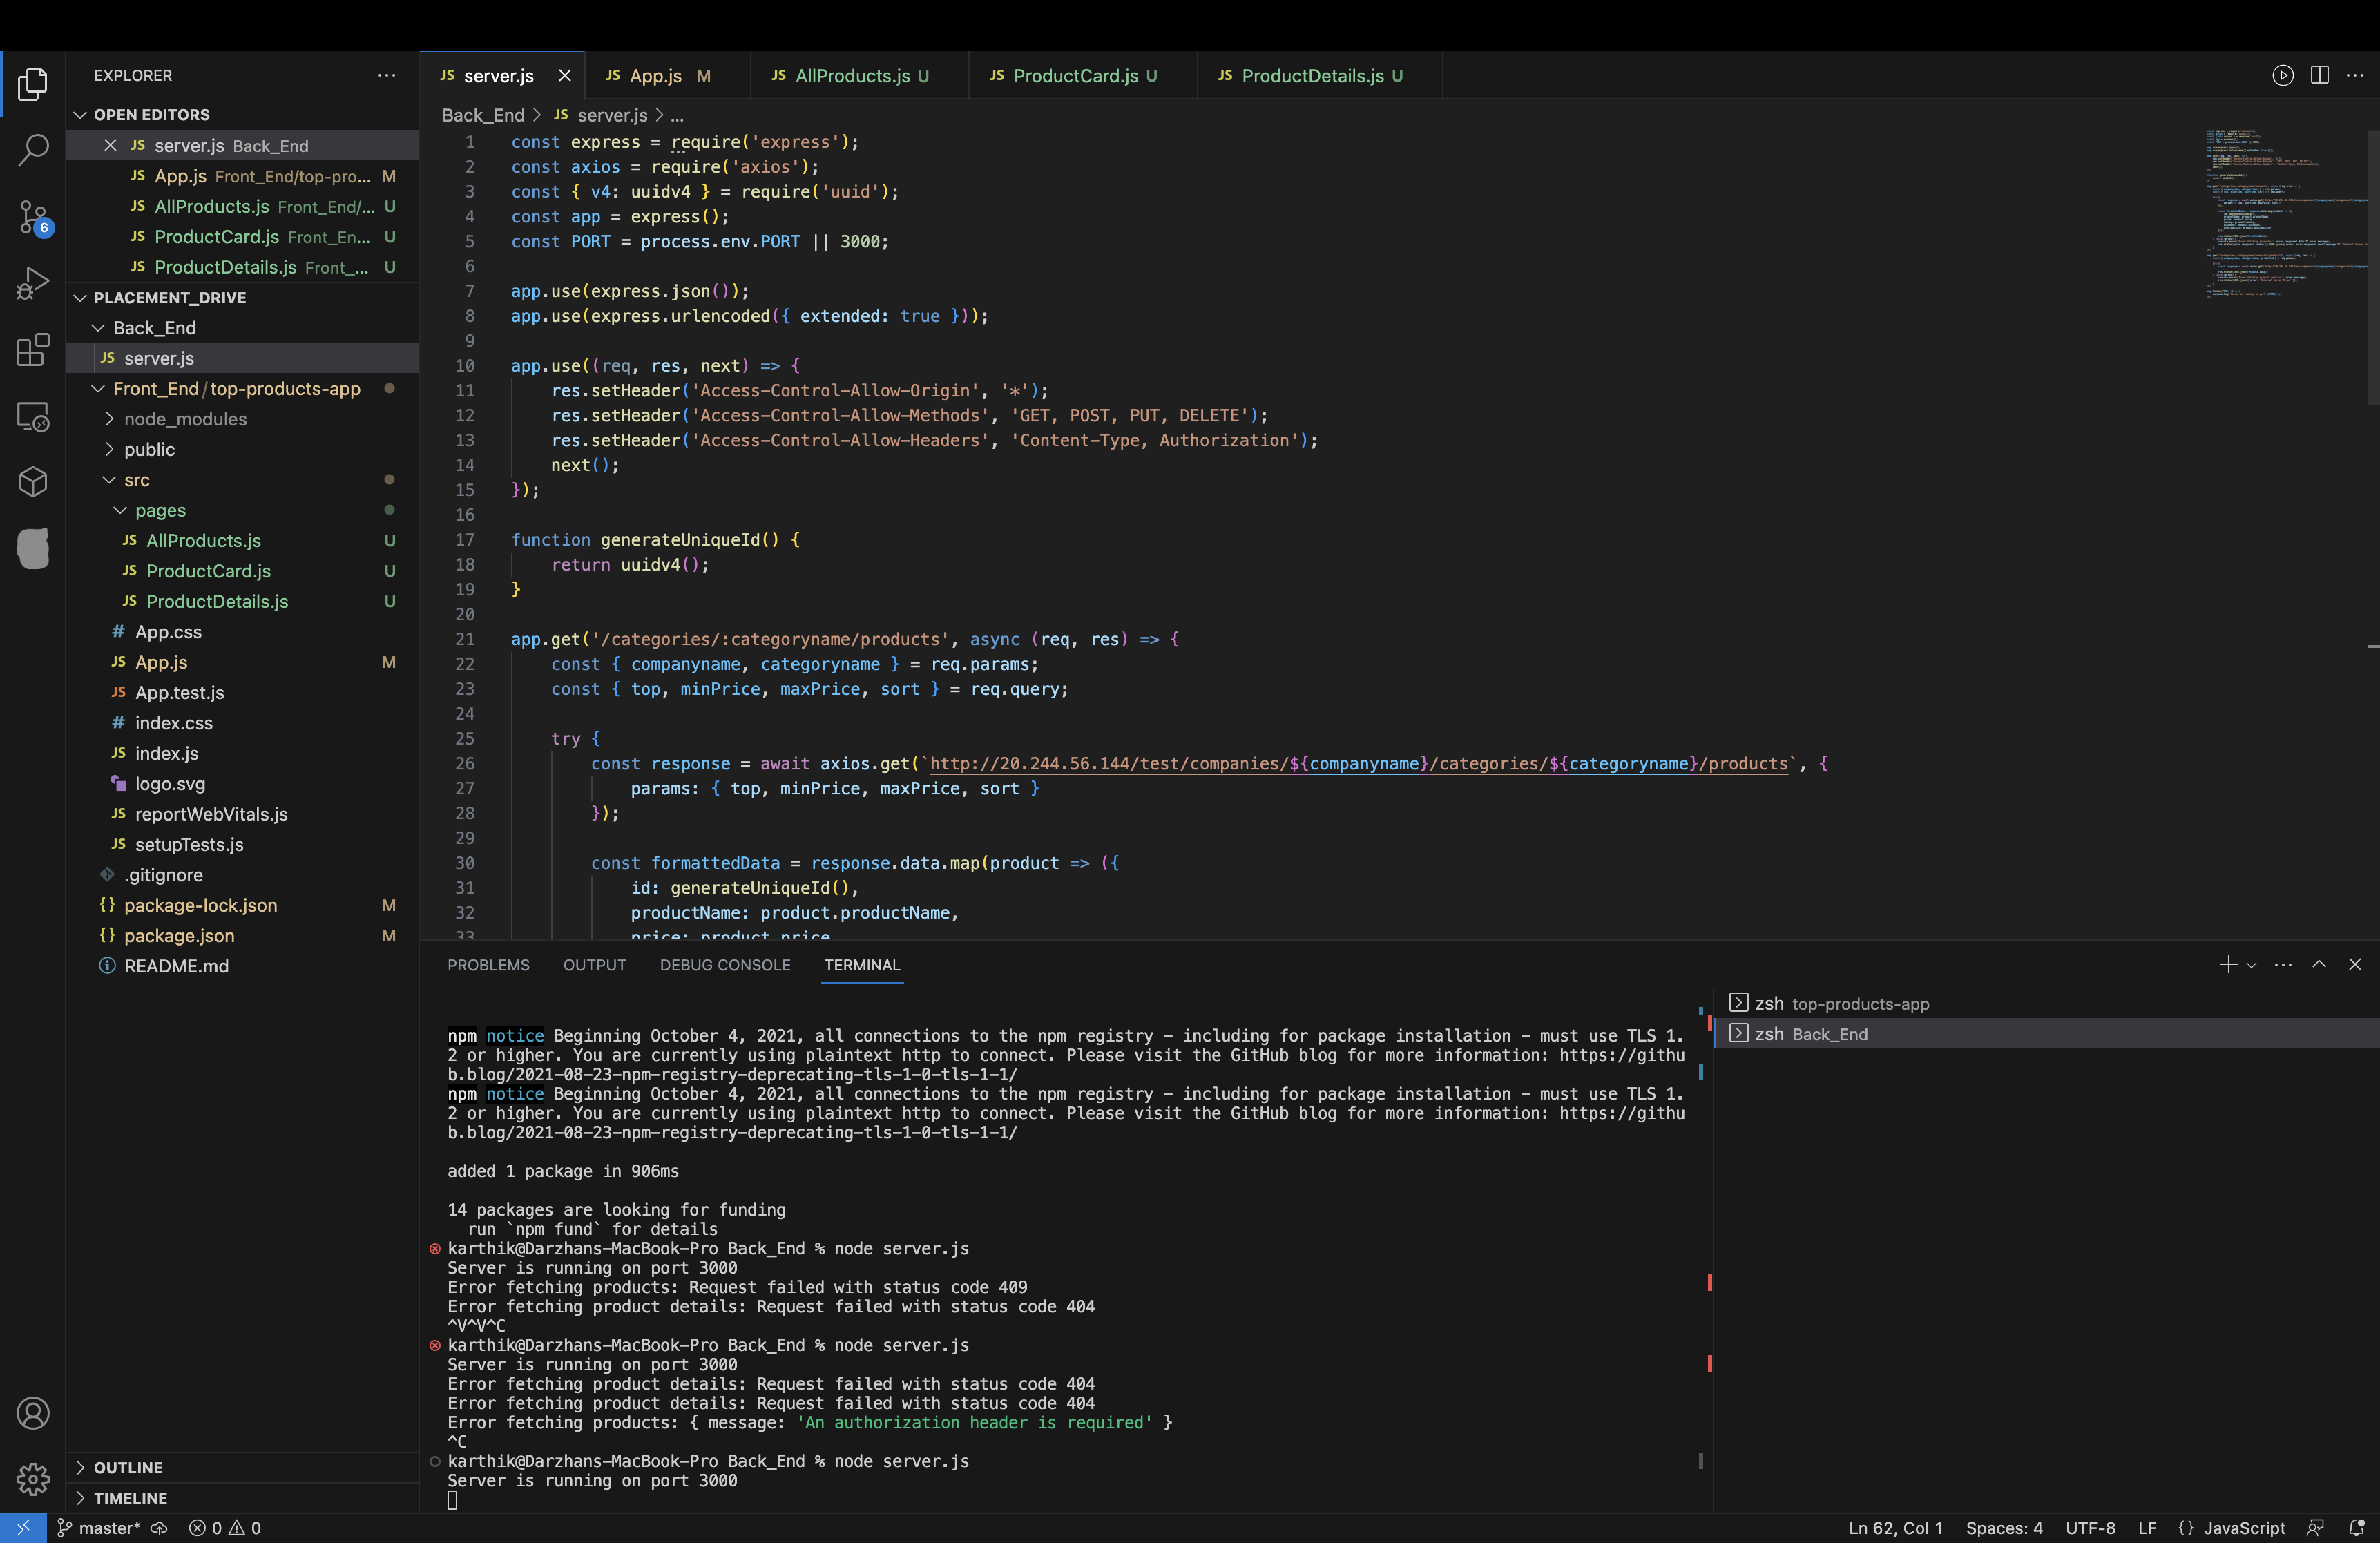 EXPLORER
OPEN EDITORS
JS server.js Back_End
JS App.js Front_End/top-pro... M
JS AllProducts.js Front_End/... U
JS ProductCard.js Front_En... U
JS ProductDetails.js Front_... U
PLACEMENT_DRIVE
Back_End
JS server.js
Front_End/top-products-app
node_modules
public
src
pages
JS AllProducts.js U
JS ProductCard.js U
JS ProductDetails.js U
# App.css
JS App.js M
JS App.test.js
# index.css
JS index.js
logo.svg
JS reportWebVitals.js
JS setupTests.js
.gitignore
{} package-lock.json M
{} package.json M
README.md
OUTLINE
TIMELINE
6
JS server.js JS App.js M JS AllProducts.js U JS ProductCard.js U JS ProductDetails.js U
Back_End > JS server.js > ...
1 const express = require('express');
2 const axios = require('axios');
3 const { v4: uuidv4 } = require('uuid');
4 const app = express();
5 const PORT = process.env.PORT || 3000;
6
7 app.use(express.json());
8 app.use(express.urlencoded({ extended: true }));
9
10 app.use((req, res, next) => {
11 res.setHeader('Access-Control-Allow-Origin', '*');
12 res.setHeader('Access-Control-Allow-Methods', 'GET, POST, PUT, DELETE');
13 res.setHeader('Access-Control-Allow-Headers', 'Content-Type, Authorization');
14 next();
15 });
16
17 function generateUniqueId() {
18 return uuidv4();
19 }
20
21 app.get('/categories/:categoryname/products', async (req, res) => {
22 const { companyname, categoryname } = req.params;
23 const { top, minPrice, maxPrice, sort } = req.query;
24
25 try {
26 const response = await axios.get(`http://20.244.56.144/test/companies/${companyname}/categories/${categoryname}/products`, {
27 params: { top, minPrice, maxPrice, sort }
28 });
29
30 const formattedData = response.data.map(product => ({
31 id: generateUniqueId(),
32 productName: product.productName,
33 price: product.price
PROBLEMS OUTPUT DEBUG CONSOLE TERMINAL
npm notice Beginning October 4, 2021, all connections to the npm registry - including for package installation - must use TLS 1.
2 or higher. You are currently using plaintext http to connect. Please visit the GitHub blog for more information: https://githu
b.blog/2021-08-23-npm-registry-deprecating-tls-1-0-tls-1-1/
npm notice Beginning October 4, 2021, all connections to the npm registry - including for package installation - must use TLS 1.
2 or higher. You are currently using plaintext http to connect. Please visit the GitHub blog for more information: https://githu
b.blog/2021-08-23-npm-registry-deprecating-tls-1-0-tls-1-1/
added 1 package in 906ms
14 packages are looking for funding
run `npm fund` for details
karthik@Darzhans-MacBook-Pro Back_End % node server.js
Server is running on port 3000
Error fetching products: Request failed with status code 409
Error fetching product details: Request failed with status code 404
^V^V^C
karthik@Darzhans-MacBook-Pro Back_End % node server.js
Server is running on port 3000
Error fetching product details: Request failed with status code 404
Error fetching product details: Request failed with status code 404
Error fetching products: { message: 'An authorization header is required' }
^C
karthik@Darzhans-MacBook-Pro Back_End % node server.js
Server is running on port 3000
zsh top-products-app
zsh Back_End
master* 0 0
Ln 62, Col 1 Spaces: 4 UTF-8 LF {} JavaScript